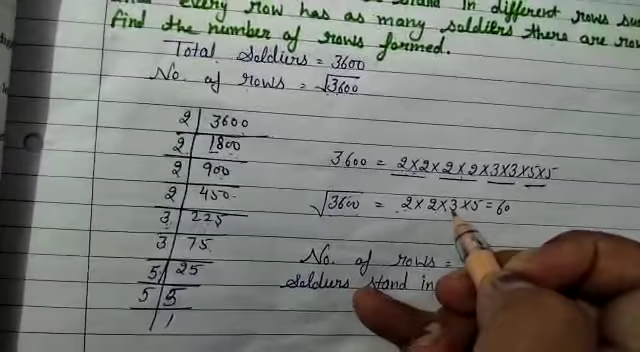 every row has as many soldiers there are
in different rows
find the number of rows formed.
Total Soldiers = 3600
No. of rows = √3600
2 | 3600
2 | 1800
2 | 900
2 | 450
3 | 225
3 | 75
5 | 25
5 | 5
1
3600 = 2×2×2×2×3×3×5×5
√3600 = 2×2×3×5=60
No. of rows =
Soldiers stand in